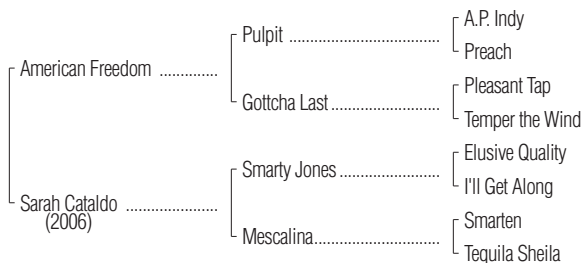 A.P. Indy
Pulpit ........................................
Preach
American Freedom ...............
Pleasant Tap
Gottcha Last .............................
Temper the Wind
Elusive Quality
Smarty Jones ..........................
I'll Get Along
Sarah Cataldo ........................
(2006)
Smarten
Mescalina .................................
Tequila Sheila